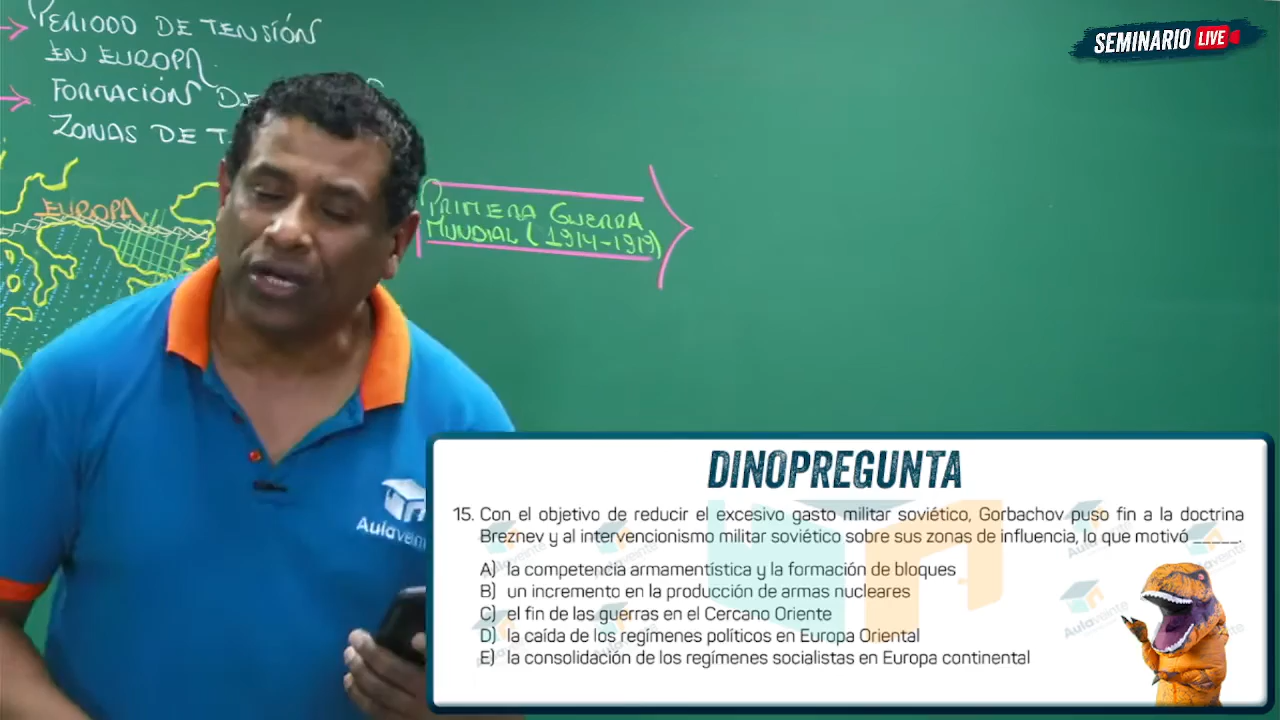 PERIODO DE TENSIÓN
EN EUROPA.
FORMACIÓN DE
ZONAS DE
EUROPA
PRIMERA GUERRA
MUNDIAL (1914-1919)
SEMINARIO LIVE
Aulaveinte
DINOPREGUNTA
15. Con el objetivo de reducir el excesivo gasto militar soviético, Gorbachov puso fin a la doctrina
Breznev y al intervencionismo militar soviético sobre sus zonas de influencia, lo que motivó _____.
A) la competencia armamentística y la formación de bloques
B) un incremento en la producción de armas nucleares
C) el fin de las guerras en el Cercano Oriente
D) la caída de los regímenes políticos en Europa Oriental
E) la consolidación de los regímenes socialistas en Europa continental